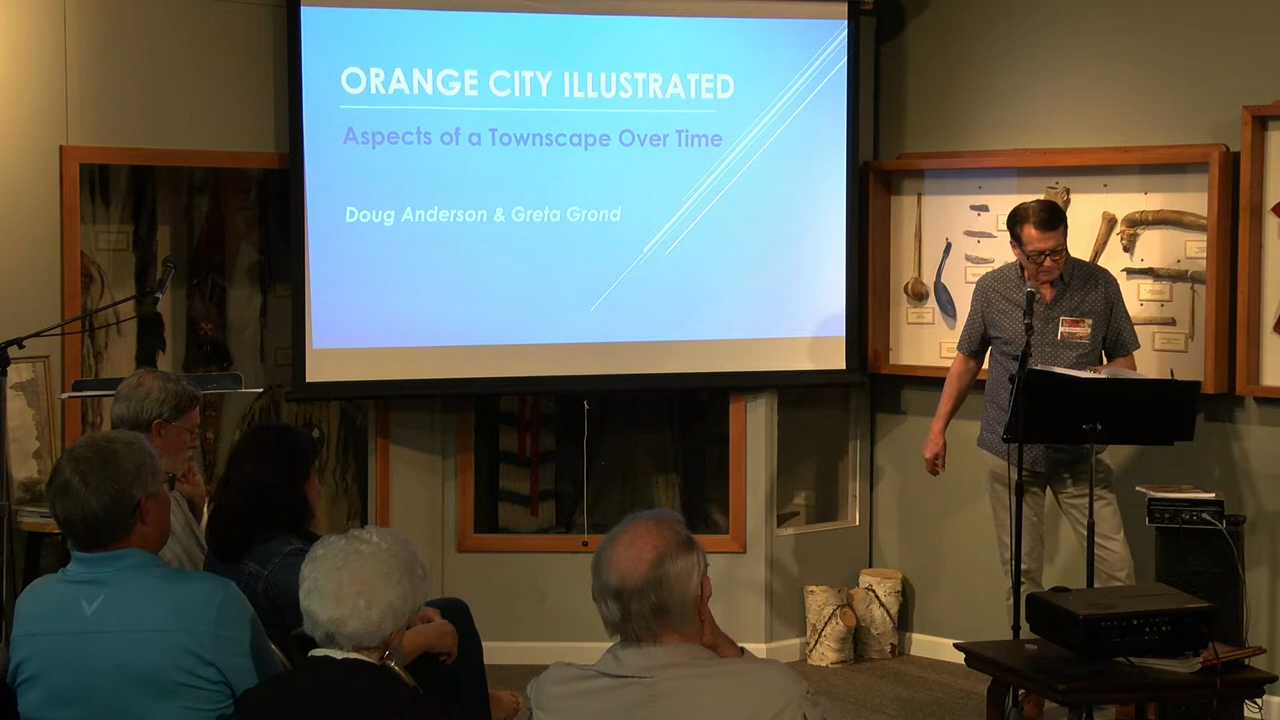 ORANGE CITY ILLUSTRATED
Aspects of a Townscape Over Time
Doug Anderson & Greta Grond